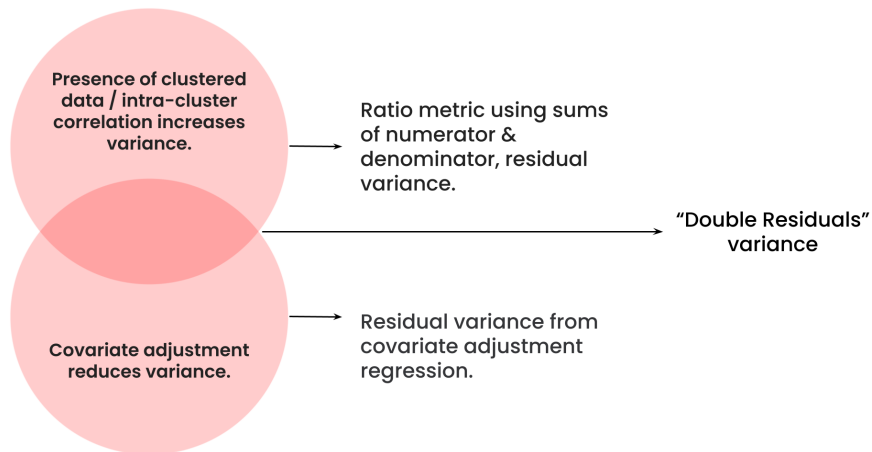 Presence of clustered
data / intra-cluster
correlation increases
variance.
Ratio metric using sums
of numerator &
denominator, residual
variance.
“Double Residuals”
variance
Covariate adjustment
reduces variance.
Residual variance from
covariate adjustment
regression.